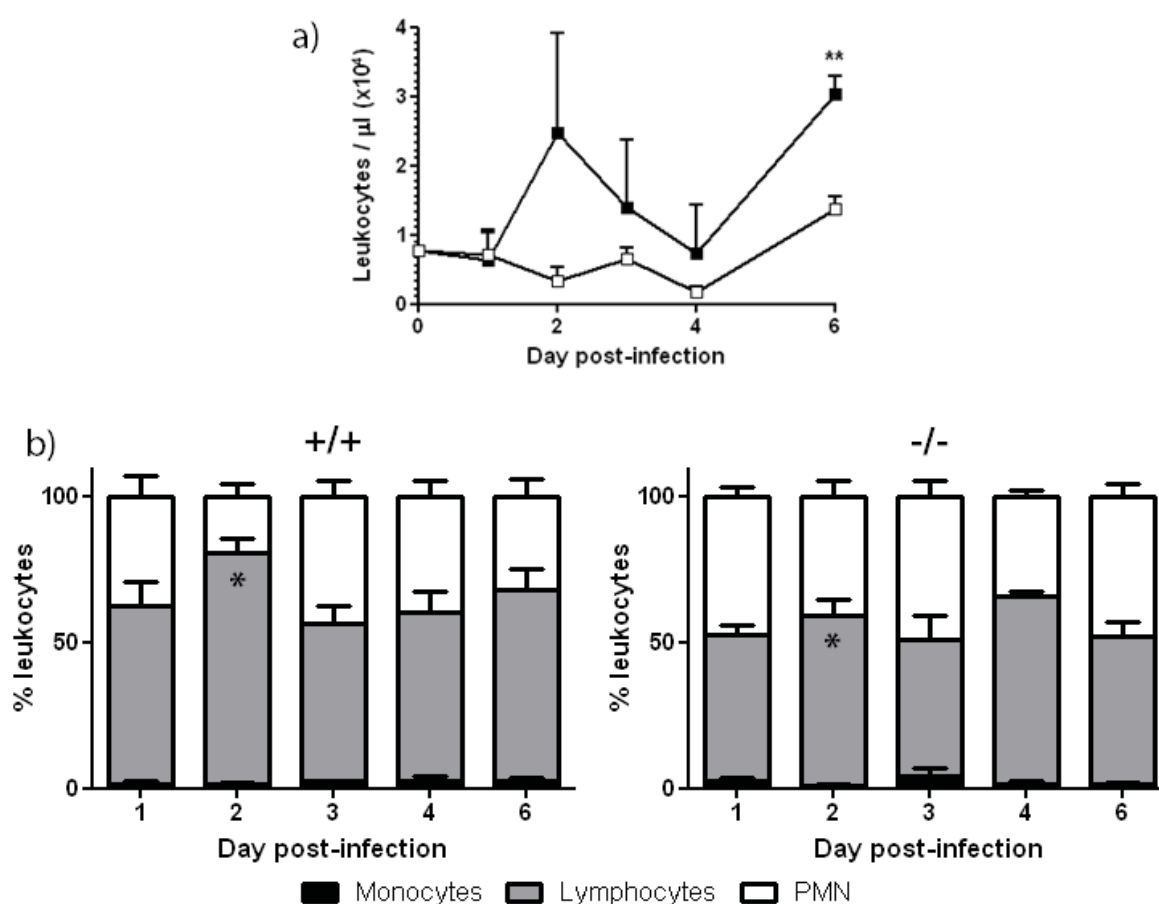 a)
Leukocytes / µl (x10⁴)
4
3
2
1
0
**
0 2 4 6
Day post-infection
b)
+/+
% leukocytes
100
50
0
*
1 2 3 4 6
Day post-infection
-/-
% leukocytes
100
50
0
*
1 2 3 4 6
Day post-infection
Monocytes Lymphocytes PMN